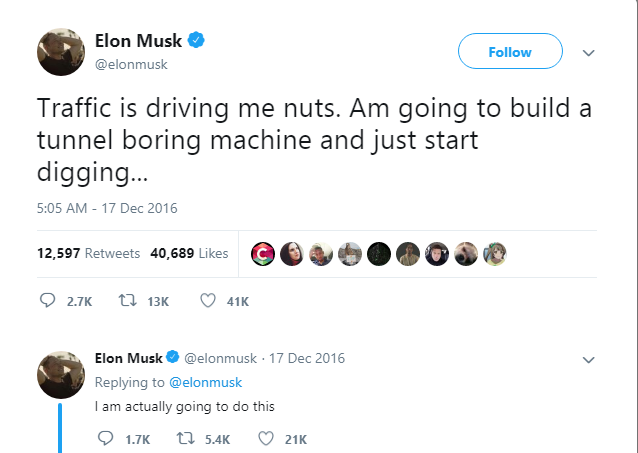 Elon Musk
@elonmusk
Follow
Traffic is driving me nuts. Am going to build a
tunnel boring machine and just start
digging...
5:05 AM - 17 Dec 2016
12,597 Retweets 40,689 Likes
2.7K 13K 41K
Elon Musk @elonmusk · 17 Dec 2016
Replying to @elonmusk
I am actually going to do this
1.7K 5.4K 21K